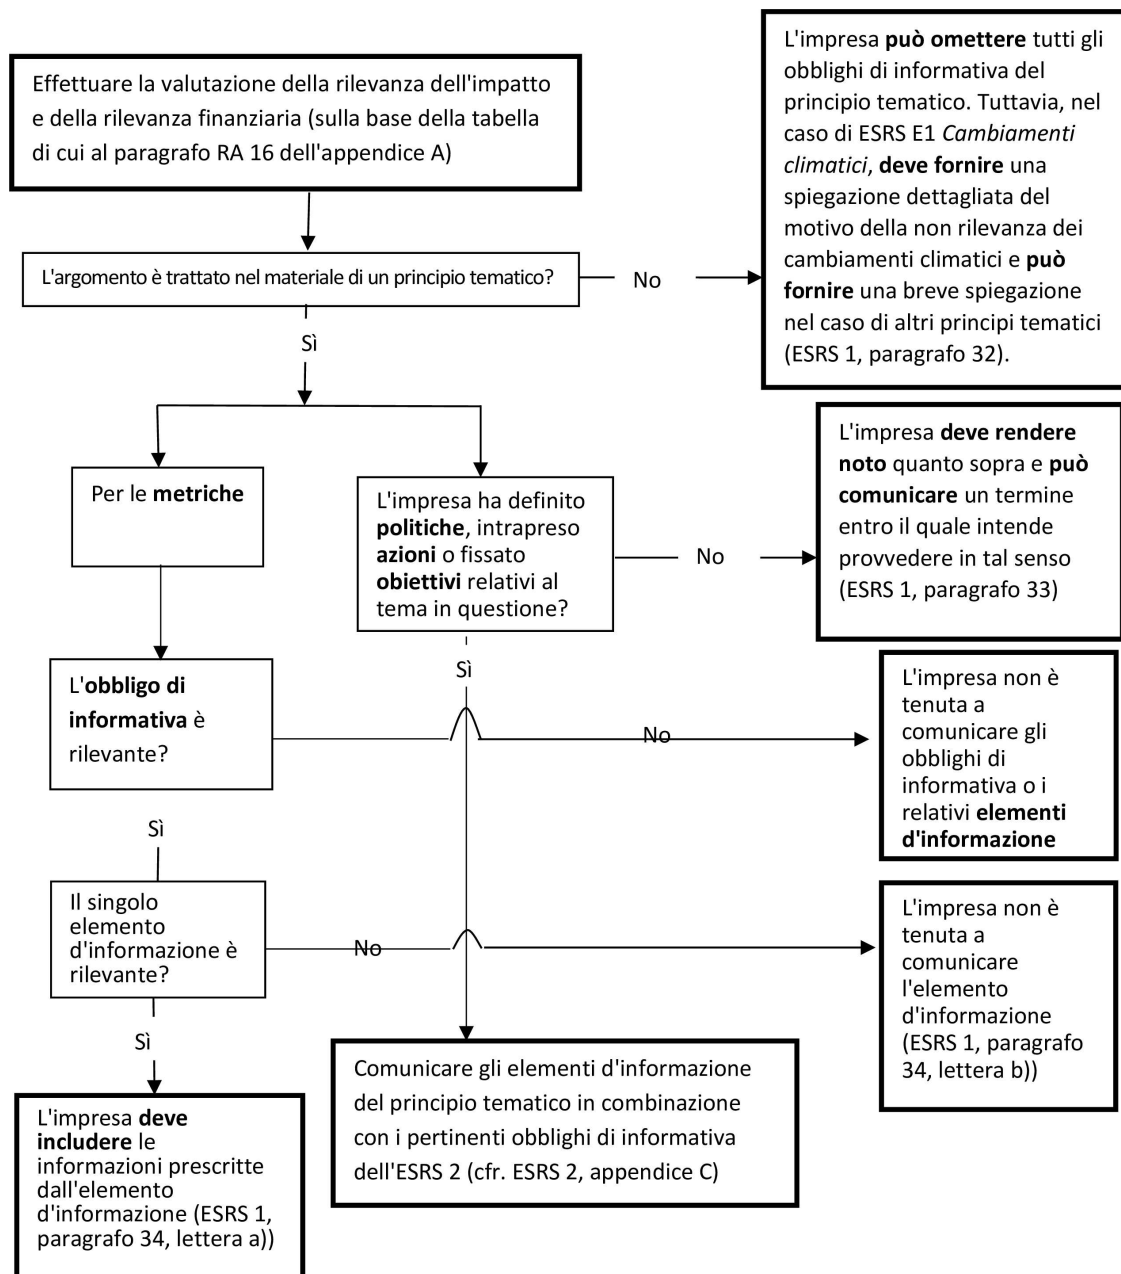 Effettuare la valutazione della rilevanza dell'impatto
e della rilevanza finanziaria (sulla base della tabella
di cui al paragrafo RA 16 dell'appendice A)
L'impresa può omettere tutti gli
obblighi di informativa del
principio tematico. Tuttavia, nel
caso di ESRS E1 Cambiamenti
climatici, deve fornire una
spiegazione dettagliata del
motivo della non rilevanza dei
cambiamenti climatici e può
fornire una breve spiegazione
nel caso di altri principi tematici
(ESRS 1, paragrafo 32).
L'argomento è trattato nel materiale di un principio tematico?
No
Sì
Per le metriche
L'impresa ha definito
politiche, intrapreso
azioni o fissato
obiettivi relativi al
tema in questione?
No
L'impresa deve rendere
noto quanto sopra e può
comunicare un termine
entro il quale intende
provvedere in tal senso
(ESRS 1, paragrafo 33)
Sì
L'obbligo di
informativa è
rilevante?
No
L'impresa non è
tenuta a
comunicare gli
obblighi di
informativa o i
relativi elementi
d'informazione
Sì
Il singolo
elemento
d'informazione è
rilevante?
No
L'impresa non è
tenuta a
comunicare
l'elemento
d'informazione
(ESRS 1, paragrafo
34, lettera b))
Sì
L'impresa deve
includere le
informazioni prescritte
dall'elemento
d'informazione (ESRS 1,
paragrafo 34, lettera a))
Comunicare gli elementi d'informazione
del principio tematico in combinazione
con i pertinenti obblighi di informativa
dell'ESRS 2 (cfr. ESRS 2, appendice C)